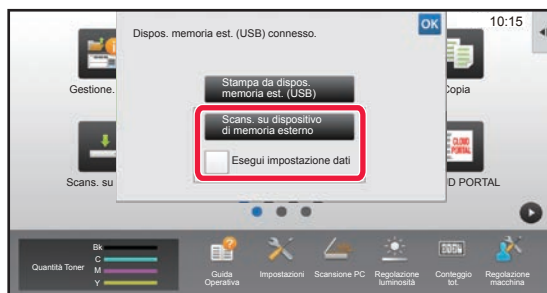 10:15
Dispos. memoria est. (USB) connesso.
OK
Stampa da dispos.
memoria est. (USB)
Scans. su dispositivo
di memoria esterno
Esegui impostazione dati
Gestione.
Copia
Scans. su
CLOUD
PORTAL
D PORTAL
Quantità Toner
Bk
C
M
Y
Guida
Operativa
Impostazioni
Scansione PC
Regolazione
luminosità
Conteggio
tot.
Regolazione
macchina